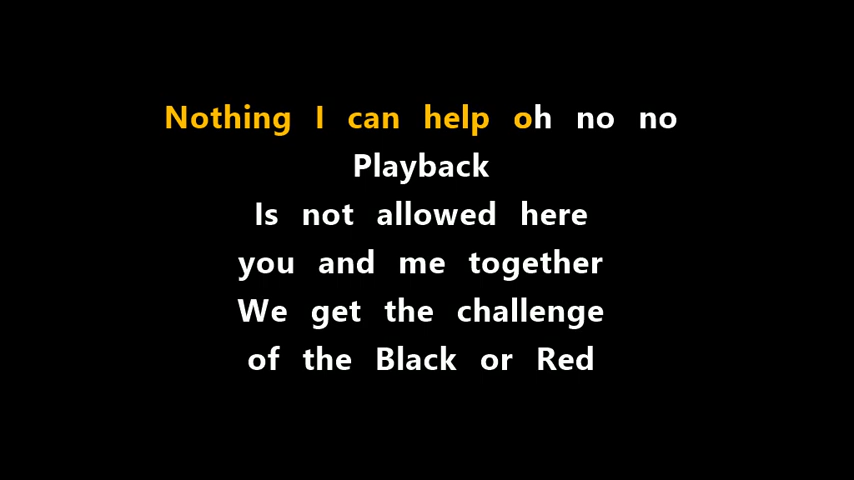 Nothing I can help oh no no
Playback
Is not allowed here
you and me together
We get the challenge
of the Black or Red